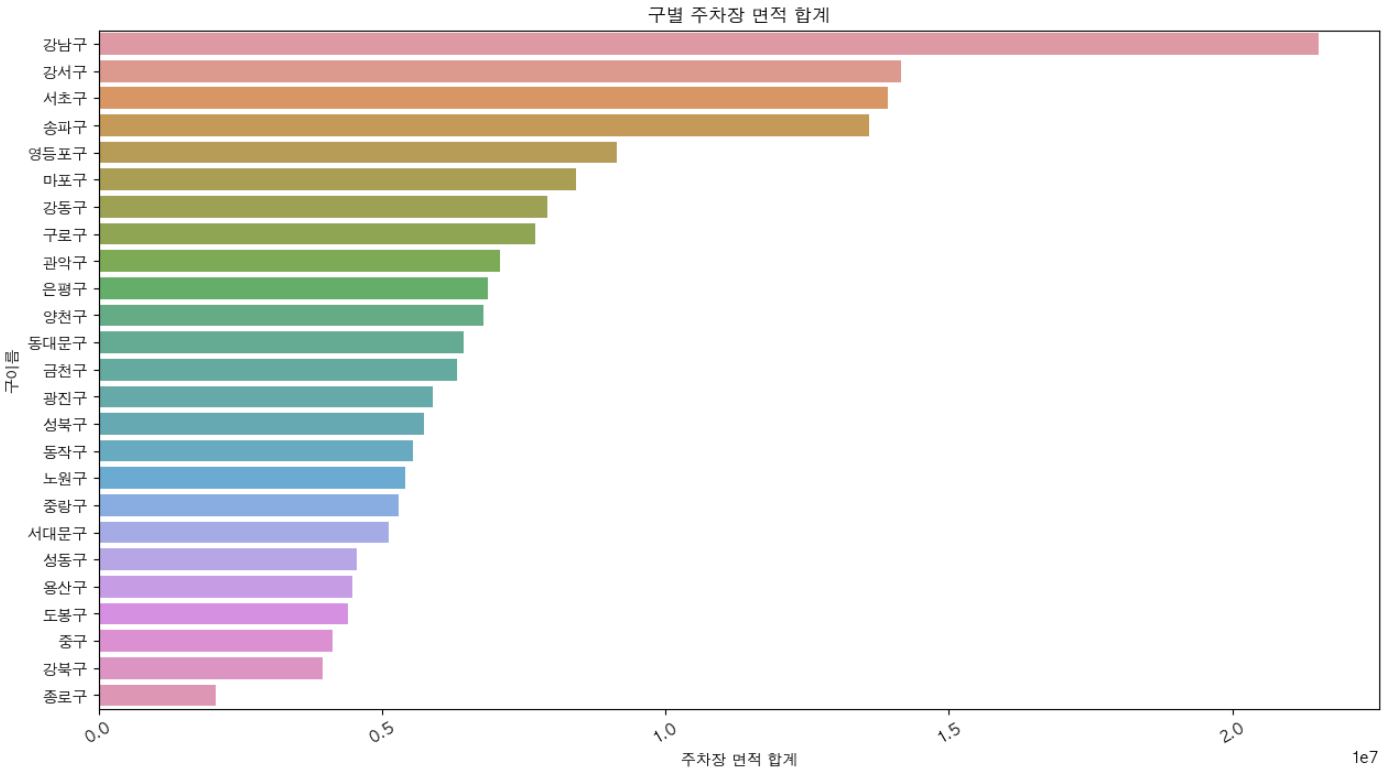 구별 주차장 면적 합계
강남구
강서구
서초구
송파구
영등포구
마포구
강동구
구로구
관악구
은평구
양천구
동대문구
금천구
광진구
성북구
동작구
노원구
중랑구
서대문구
성동구
용산구
도봉구
중구
강북구
종로구
구이름
0.0 0.5 1.0 1.5 2.0
1e7
주차장 면적 합계